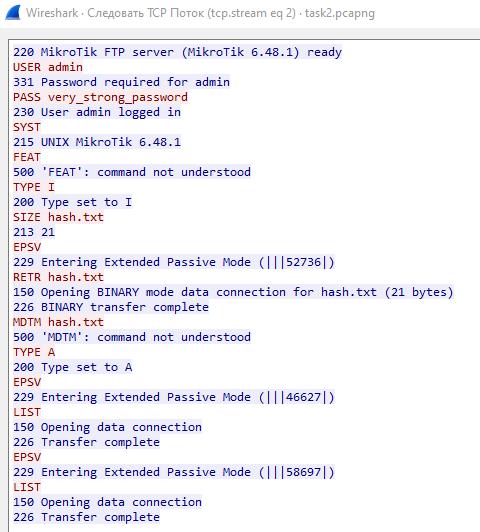 Wireshark · Следовать TCP Поток (tcp.stream eq 2) · task2.pcapng
220 MikroTik FTP server (MikroTik 6.48.1) ready
USER admin
331 Password required for admin
PASS very_strong_password
230 User admin logged in
SYST
215 UNIX MikroTik 6.48.1
FEAT
500 'FEAT': command not understood
TYPE I
200 Type set to I
SIZE hash.txt
213 21
EPSV
229 Entering Extended Passive Mode (|||52736|)
RETR hash.txt
150 Opening BINARY mode data connection for hash.txt (21 bytes)
226 BINARY transfer complete
MDTM hash.txt
500 'MDTM': command not understood
TYPE A
200 Type set to A
EPSV
229 Entering Extended Passive Mode (|||46627|)
LIST
150 Opening data connection
226 Transfer complete
EPSV
229 Entering Extended Passive Mode (|||58697|)
LIST
150 Opening data connection
226 Transfer complete